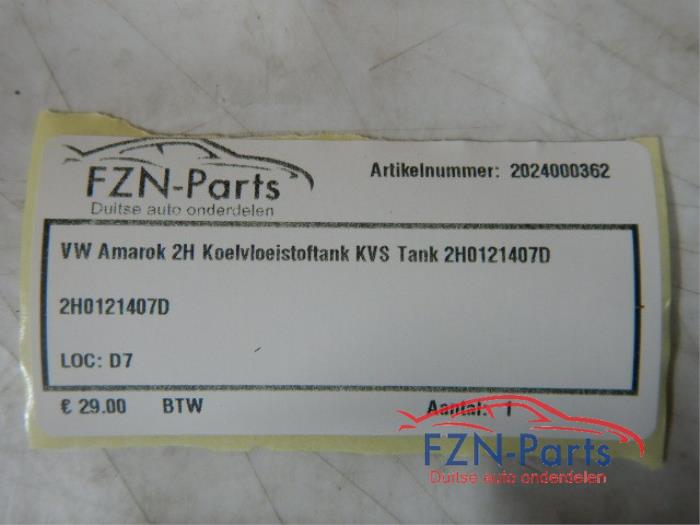 FZN-Parts
Duitse auto onderdelen
Artikelnummer: 2024000362
VW Amarok 2H Koelvloeistoftank KVS Tank 2H0121407D
2H0121407D
LOC: D7
€ 29.00 BTW Aantal: 1
FZN-Parts
Duitse auto onderdelen